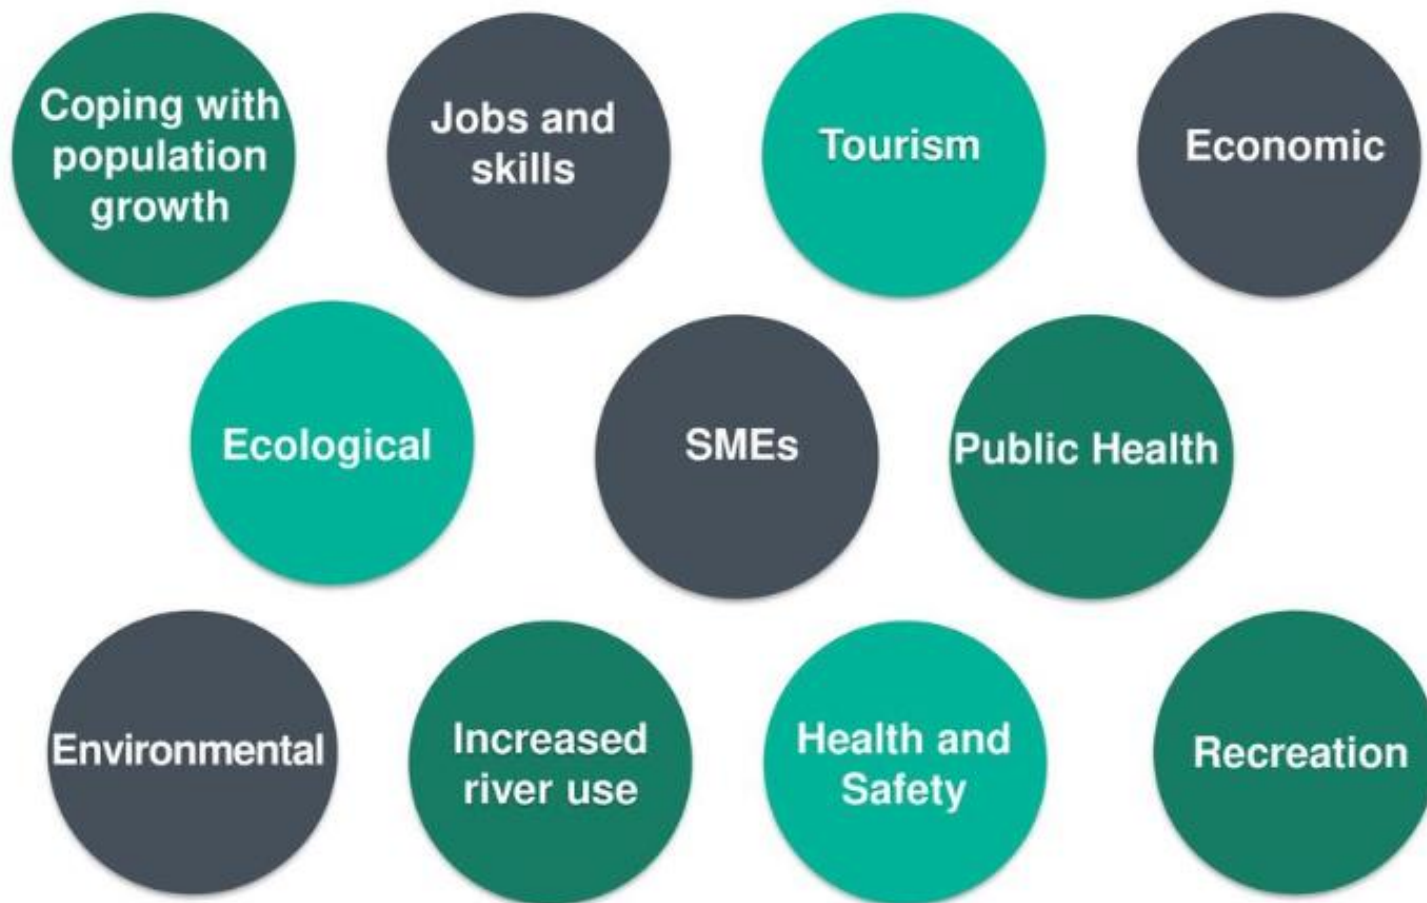 Coping with
population
growth
Jobs and
skills
Tourism
Economic
Ecological
SMEs
Public Health
Environmental
Increased
river use
Health and
Safety
Recreation